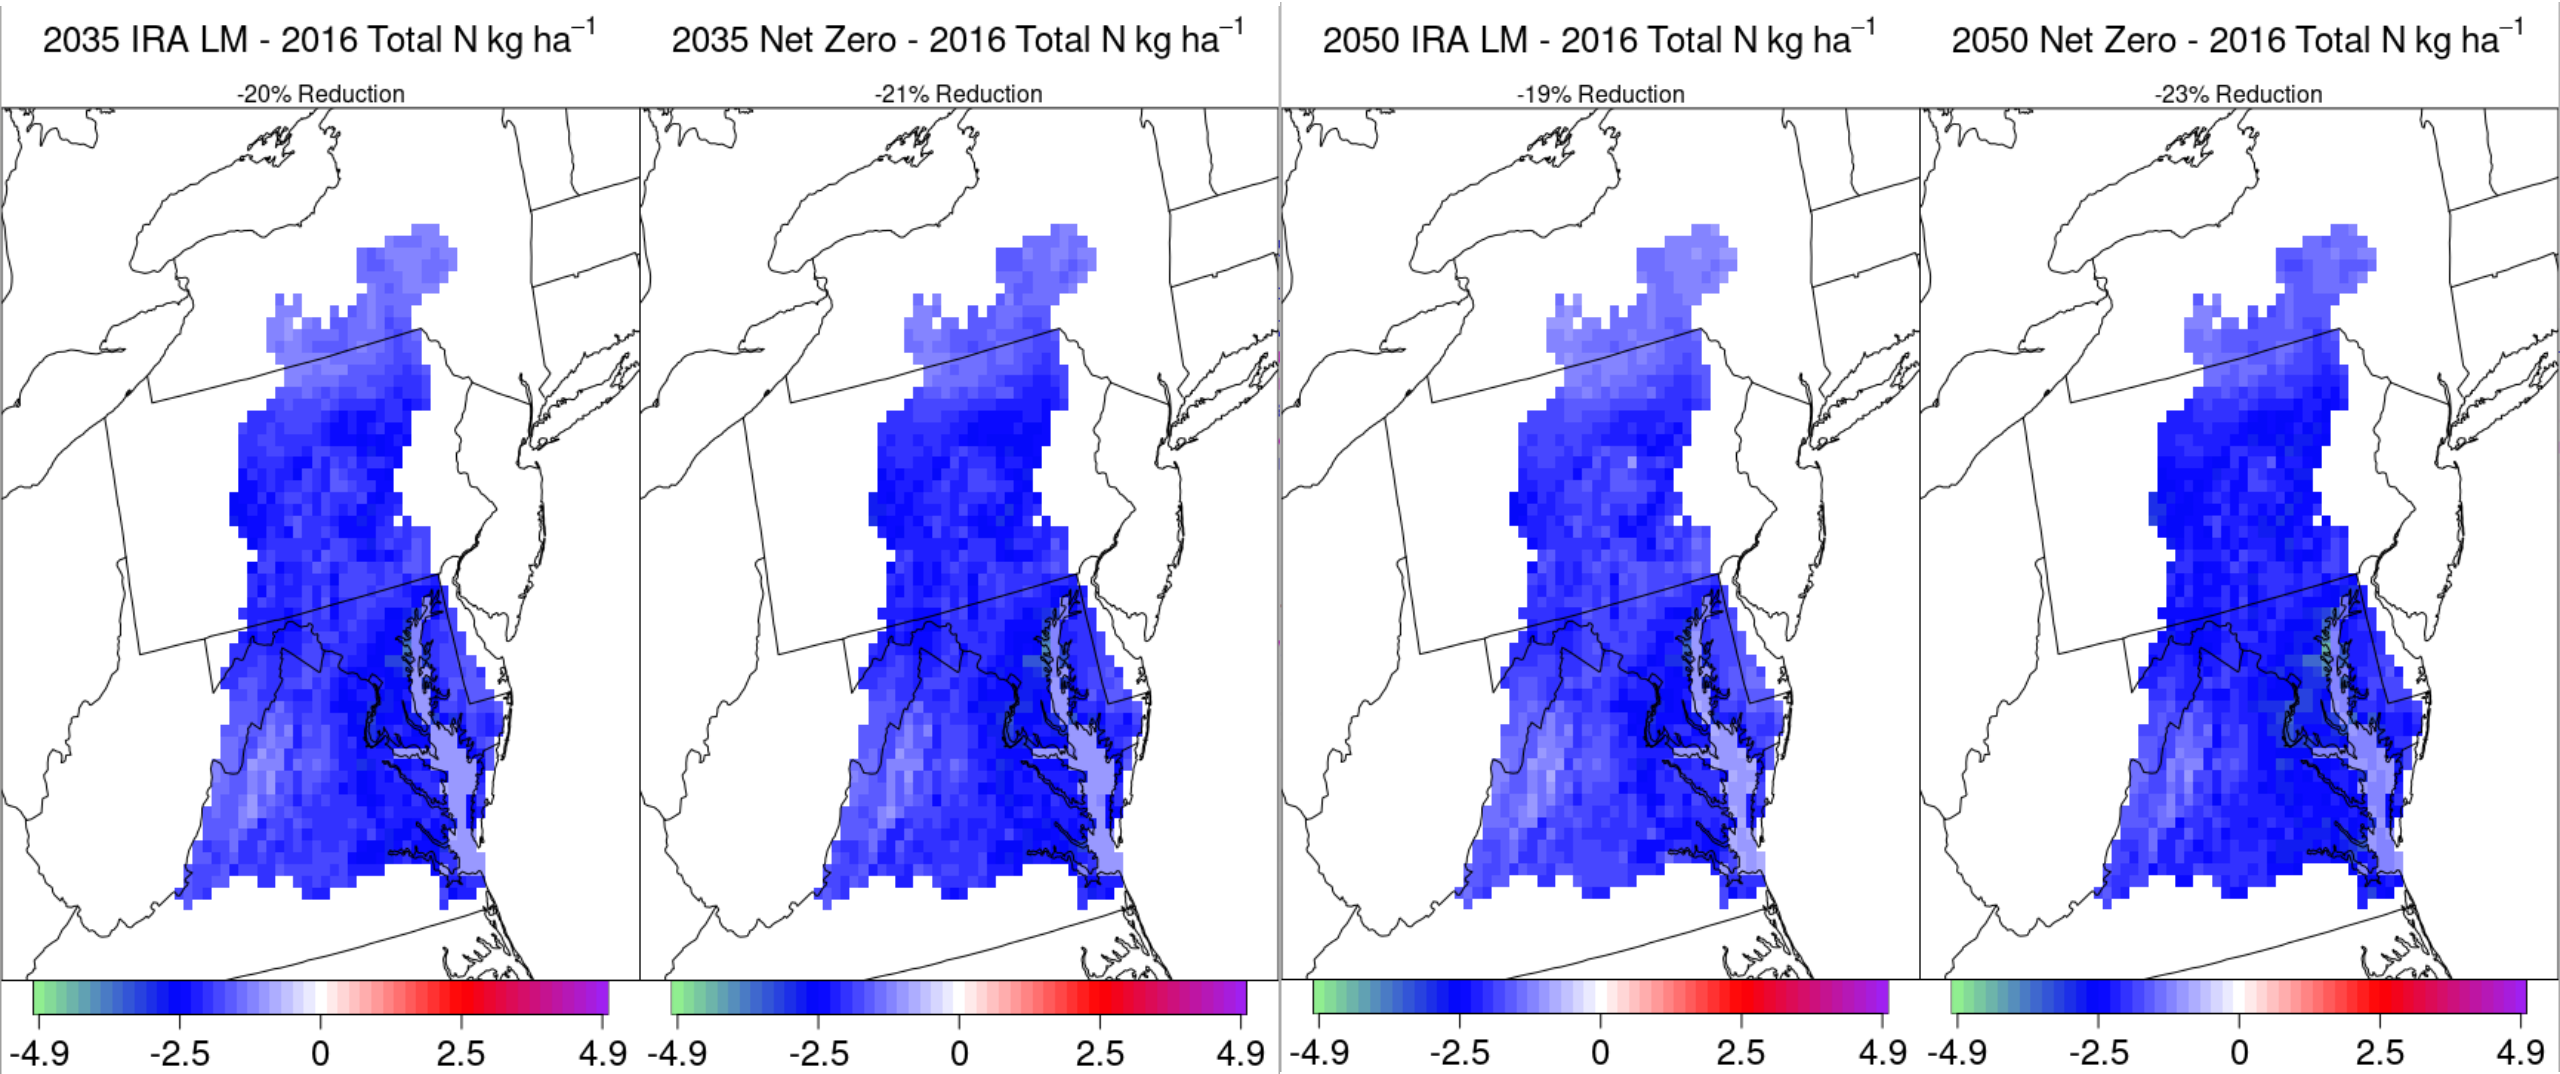 2035 IRA LM - 2016 Total N kg ha⁻¹
-20% Reduction
-4.9 -2.5 0 2.5 4.9
2035 Net Zero - 2016 Total N kg ha⁻¹
-21% Reduction
-4.9 -2.5 0 2.5 4.9
2050 IRA LM - 2016 Total N kg ha⁻¹
-19% Reduction
-4.9 -2.5 0 2.5 4.9
2050 Net Zero - 2016 Total N kg ha⁻¹
-23% Reduction
-4.9 -2.5 0 2.5 4.9